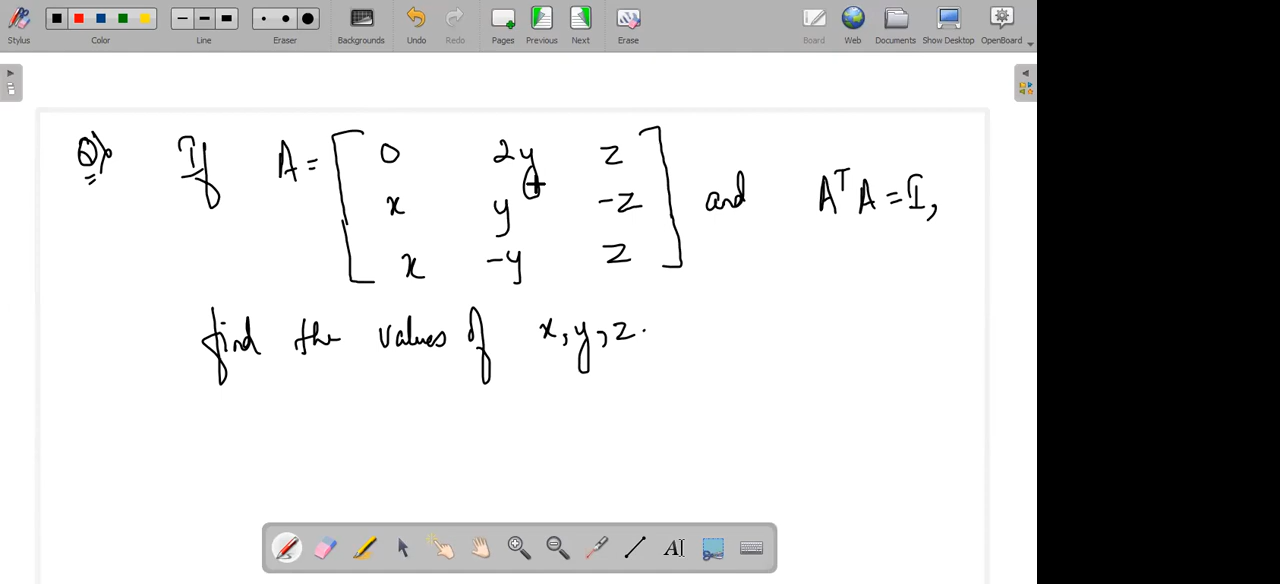 Stylus Color Line Eraser Backgrounds Undo Redo Pages Previous Next Erase Board Web Documents Show Desktop OpenBoard
Q). If A = [ 0 2y z
x y -z
x -y z ] and A^T A = I,
find the values of x, y, z.